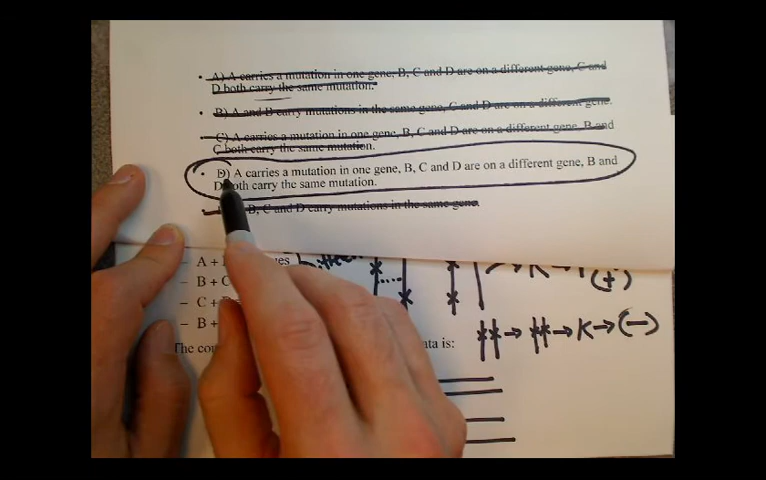 • A) A carries a mutation in one gene, B, C and D are on a different gene, C and
D both carry the same mutation.
• B) A and B carry mutations in the same gene, C and D are on a different gene.
• C) A carries a mutation in one gene, B, C and D are on a different gene, B and
C both carry the same mutation.
• D) A carries a mutation in one gene, B, C and D are on a different gene, B and
D both carry the same mutation.
B, C and D carry mutations in the same gene
– A +
– B + C
– C +
– B +
K → (+)
→ → K → (−)
The ata is: